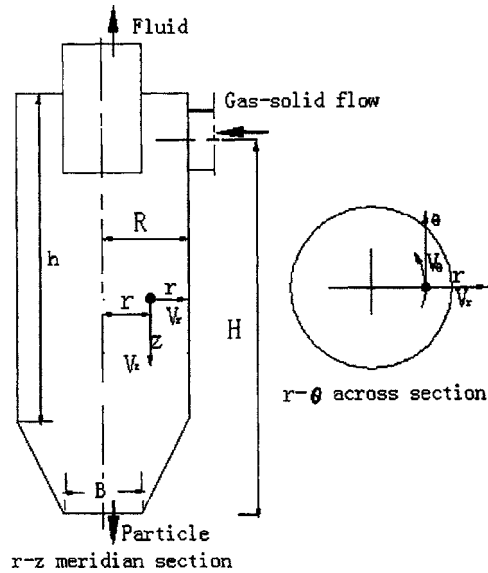 Fluid
Gas-solid flow
R
h
r
r
Vr
H
z
Vz
θ
Vθ
r
Vr
r-θ across section
B
Particle
r-z meridian section